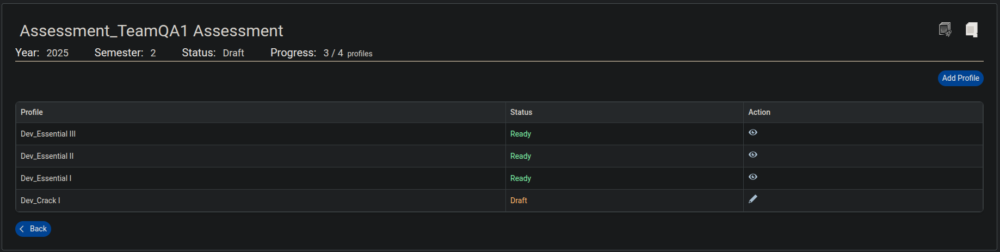 Assessment_TeamQA1 Assessment
Year: 2025 Semester: 2 Status: Draft Progress: 3 / 4 profiles
Add Profile
Profile Status Action
Dev_Essential III Ready
Dev_Essential II Ready
Dev_Essential I Ready
Dev_Crack I Draft
Back